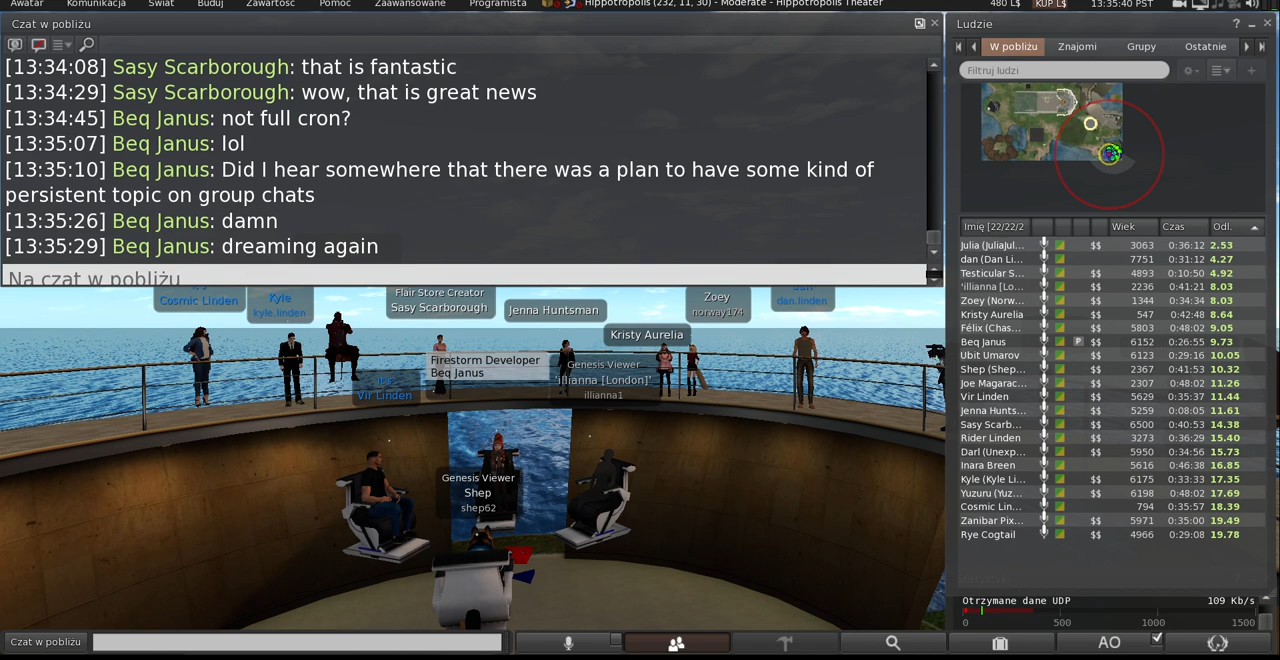 Awatar Komunikacja Świat Buduj Zawartość Pomoc Zaawansowane Programista Hippotropolis (232, 11, 30) - Moderate - Hippotropolis Theater 480 L$ KUP L$ 13:35:40 PST
Czat w pobliżu
[13:34:08] Sasy Scarborough: that is fantastic
[13:34:29] Sasy Scarborough: wow, that is great news
[13:34:45] Beq Janus: not full cron?
[13:35:07] Beq Janus: lol
[13:35:10] Beq Janus: Did I hear somewhere that there was a plan to have some kind of
persistent topic on group chats
[13:35:26] Beq Janus: damn
[13:35:29] Beq Janus: dreaming again
Na czat w pobliżu
Cosmic Linden
Kyle
kyle.linden
Flair Store Creator
Sasy Scarborough
Jenna Huntsman
Zoey
norway174
dan.linden
Kristy Aurelia
Firestorm Developer
Beq Janus
Genesis Viewer
'illianna [London]'
illianna1
Vir Linden
Genesis Viewer
Shep
shep62
Czat w pobliżu
Ludzie
W pobliżu Znajomi Grupy Ostatnie
Filtruj ludzi
Imię [22/22/2 Wiek Czas Odl.
Julia (JuliaJul... $$ 3063 0:36:12 2.53
dan (Dan Li... 7751 0:31:12 4.27
Testicular S... $$ 4893 0:10:50 4.92
'illianna [Lo... $$ 2236 0:41:21 8.03
Zoey (Norw... $$ 1344 0:34:34 8.03
Kristy Aurelia 547 0:42:48 8.64
Félix (Chas... $$ 5803 0:48:02 9.05
Beq Janus P $$ 6152 0:26:55 9.73
Ubit Umarov $$ 6123 0:29:16 10.05
Shep (Shep... $$ 2367 0:41:53 10.32
Joe Magarac... $$ 2307 0:48:02 11.26
Vir Linden $$ 5629 0:35:37 11.44
Jenna Hunts... $$ 5259 0:08:05 11.61
Sasy Scarb... $$ 6500 0:40:53 14.38
Rider Linden $$ 3273 0:36:29 15.40
Darl (Unexp... $$ 5950 0:34:56 15.73
Inara Breen 5616 0:46:38 16.85
Kyle (Kyle Li... $$ 6175 0:33:33 17.35
Yuzuru (Yuz... $$ 6198 0:48:02 17.69
Cosmic Lin... 794 0:35:57 18.39
Zanibar Pix... $$ 5971 0:35:00 19.49
Rye Cogtail $$ 4966 0:29:08 19.78
Otrzymane dane UDP 109 Kb/s
0 500 1000 1500
AO